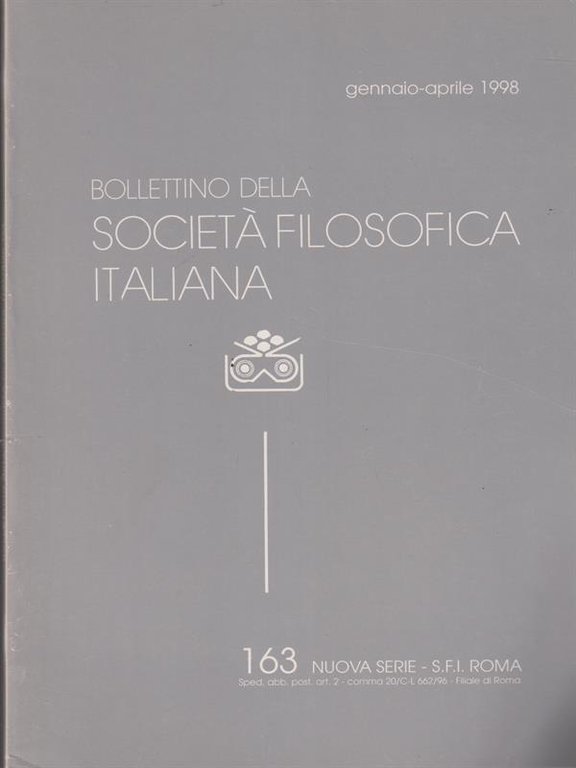 gennaio-aprile 1998
BOLLETTINO DELLA
SOCIETÀ FILOSOFICA
ITALIANA
163 NUOVA SERIE - S.F.I. ROMA
Sped. abb. post. art. 2 - comma 20/C-L 662/96 - Filiale di Roma